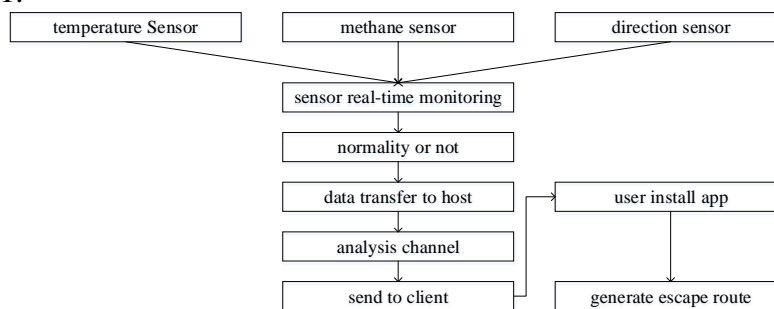 1.
temperature Sensor
methane sensor
direction sensor
sensor real-time monitoring
normality or not
data transfer to host
user install app
analysis channel
send to client
generate escape route